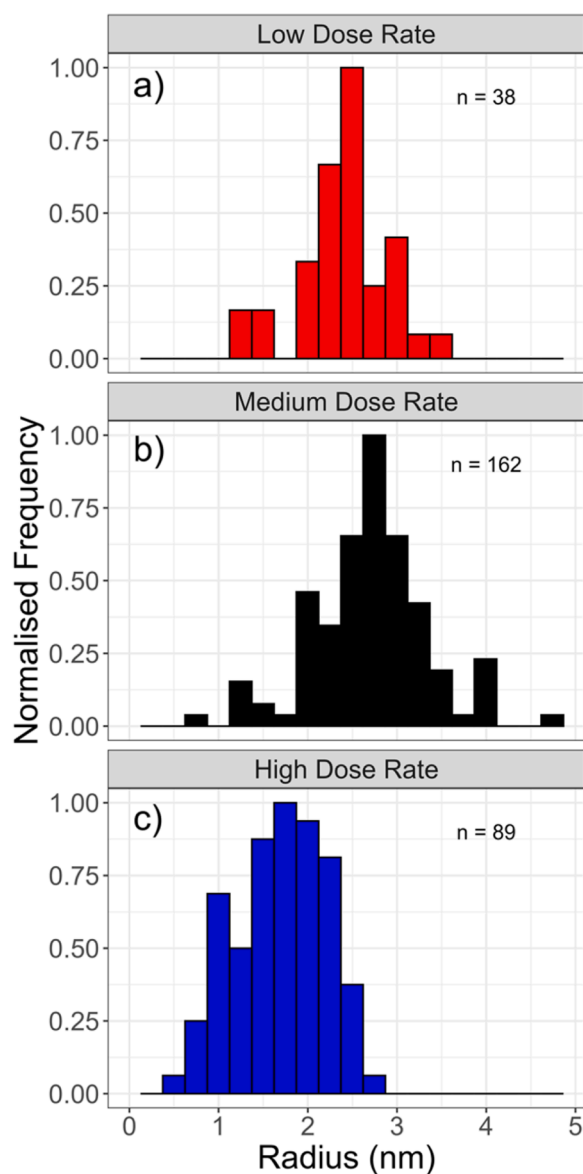 Low Dose Rate
a)
n = 38
1.00
0.75
0.50
0.25
0.00
Medium Dose Rate
b)
n = 162
1.00
0.75
0.50
0.25
0.00
Normalised Frequency
High Dose Rate
c)
n = 89
1.00
0.75
0.50
0.25
0.00
0 1 2 3 4 5
Radius (nm)